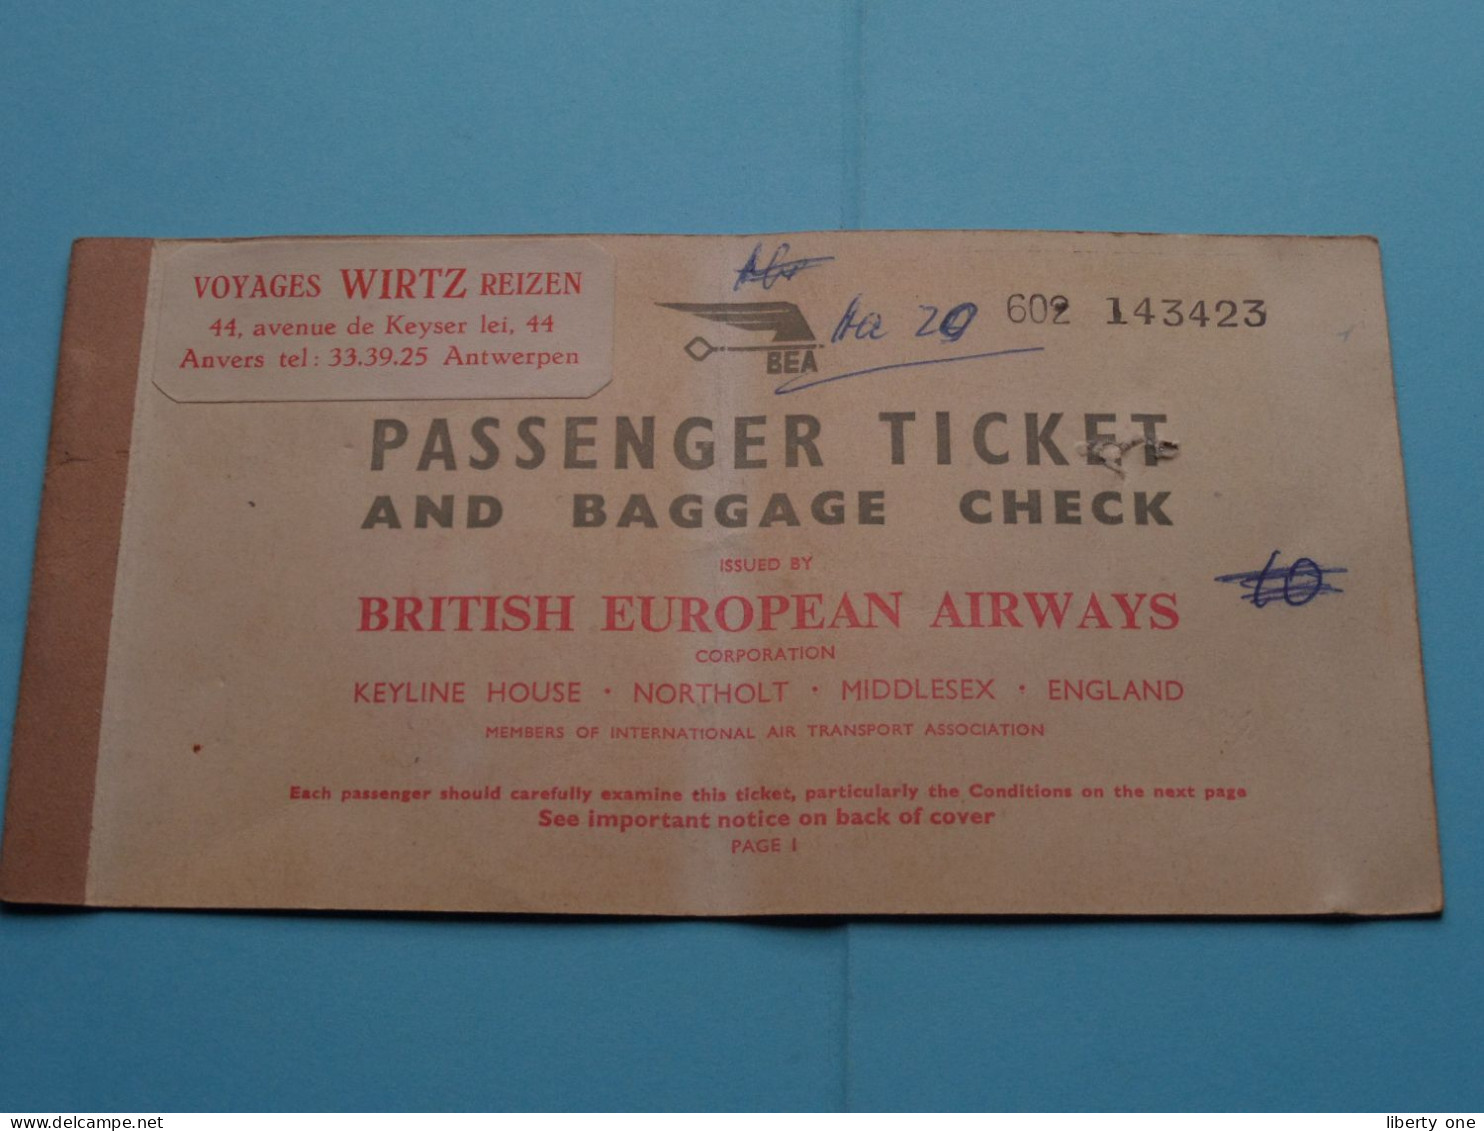 VOYAGES WIRTZ REIZEN
44, avenue de Keyser lei, 44
Anvers tel: 33.39.25 Antwerpen
BEA
20
602 143423
PASSENGER TICKET
AND BAGGAGE CHECK
ISSUED BY
BRITISH EUROPEAN AIRWAYS
CORPORATION
KEYLINE HOUSE · NORTHOLT · MIDDLESEX · ENGLAND
MEMBERS OF INTERNATIONAL AIR TRANSPORT ASSOCIATION
Each passenger should carefully examine this ticket, particularly the Conditions on the next page
See important notice on back of cover
PAGE 1
delcampe.net
liberty one